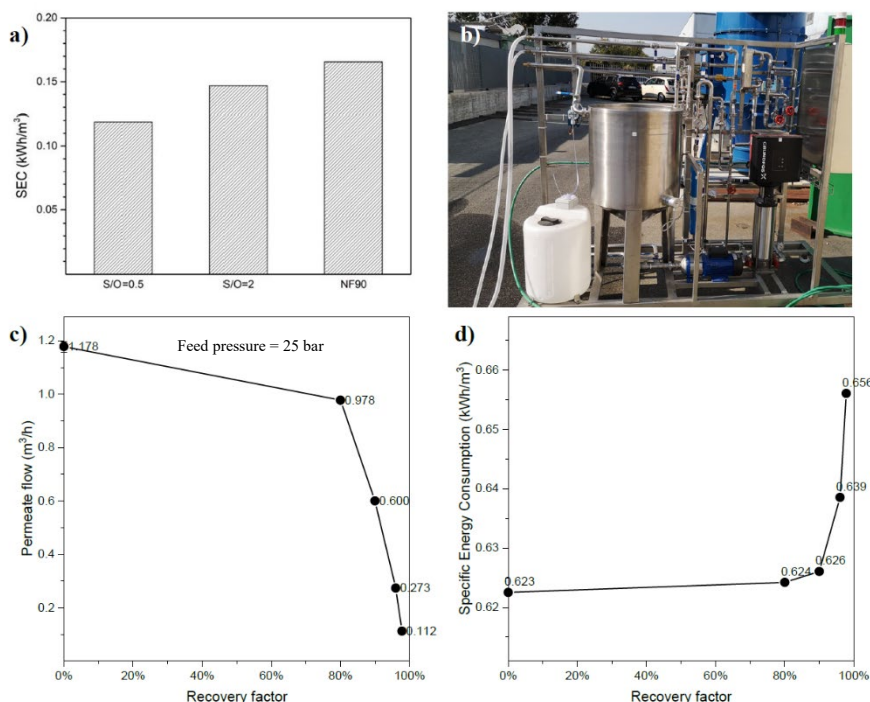 a)
0.20
0.15
0.10
0.05
SEC (kWh/m³)
S/O=0.5
S/O=2
NF90
b)
c)
Feed pressure = 25 bar
1.2
1.0
0.8
0.6
0.4
0.2
Permeate flow (m³/h)
1.178
0.978
0.600
0.273
0.112
0%
20%
40%
60%
80%
100%
Recovery factor
d)
0.66
0.65
0.64
0.63
0.62
Specific Energy Consumption (kWh/m³)
0.623
0.624
0.626
0.639
0.656
0%
20%
40%
60%
80%
100%
Recovery factor